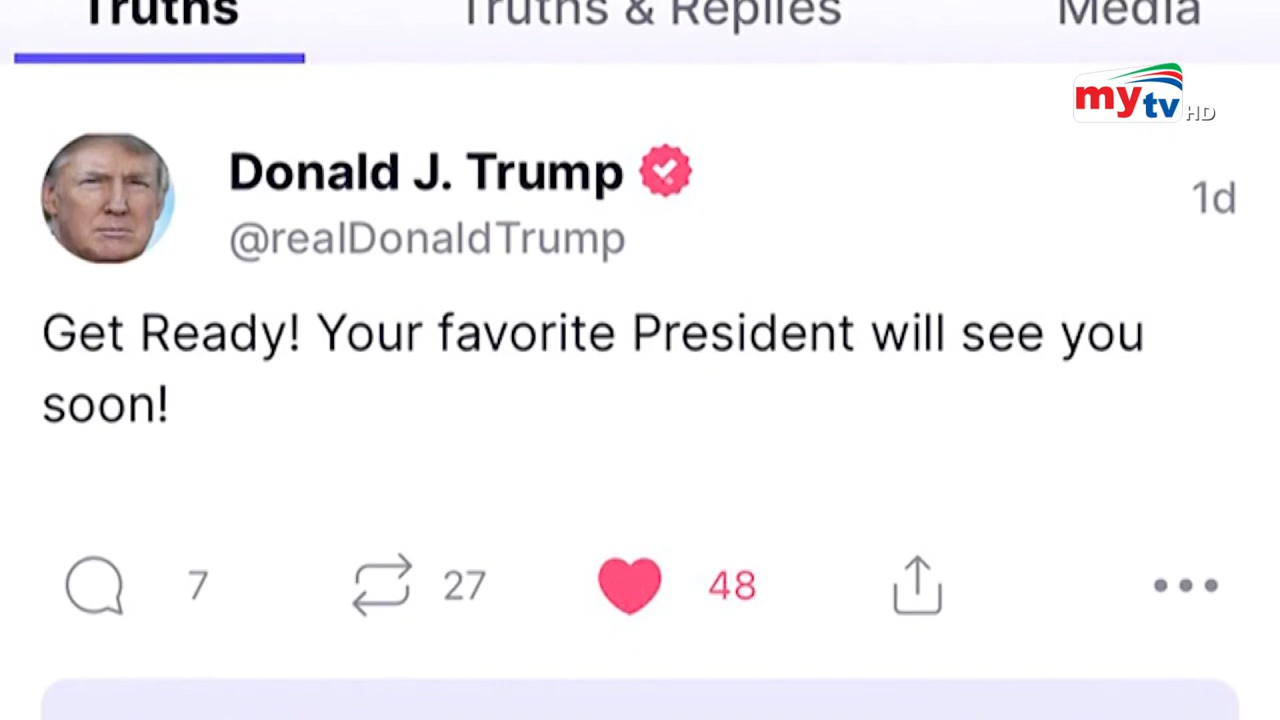 Truths Truths & Replies Media
mytv HD
Donald J. Trump
@realDonaldTrump 1d
Get Ready! Your favorite President will see you
soon!
7 27 48